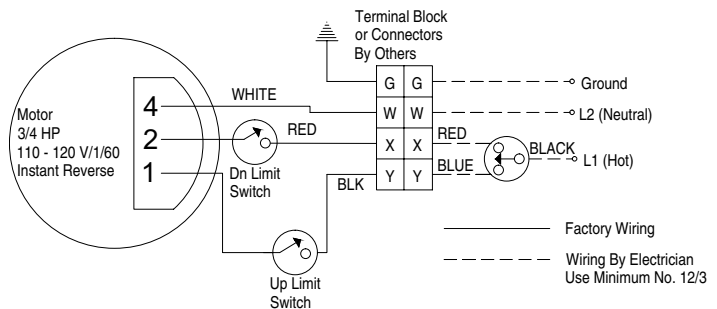 Terminal Block
or Connectors
By Others
G G
Ground
WHITE
W W
L2 (Neutral)
Motor
3/4 HP
110 - 120 V/1/60
Instant Reverse
4
2
1
RED
X X
RED
BLACK
L1 (Hot)
Dn Limit
Switch
BLK
Y Y
BLUE
Up Limit
Switch
Factory Wiring
Wiring By Electrician
Use Minimum No. 12/3